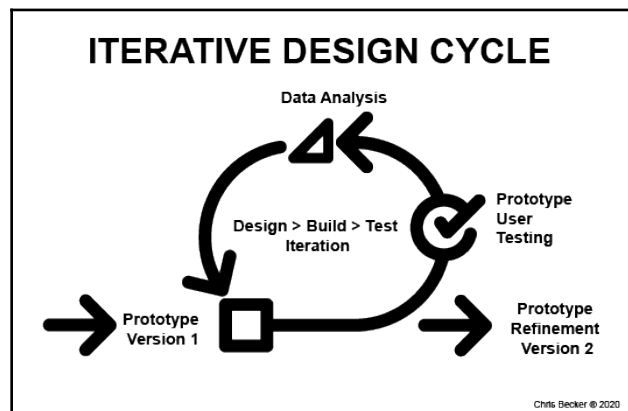 ITERATIVE DESIGN CYCLE
Data Analysis
Design > Build > Test
Iteration
Prototype
User
Testing
Prototype
Version 1
Prototype
Refinement
Version 2
Chris Becker ® 2020